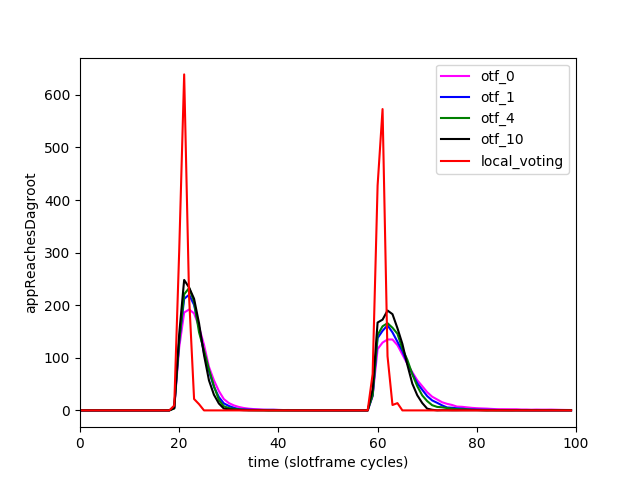 otf_0
otf_1
otf_4
otf_10
local_voting
appReachesDagroot
600
500
400
300
200
100
0
0 20 40 60 80 100
time (slotframe cycles)